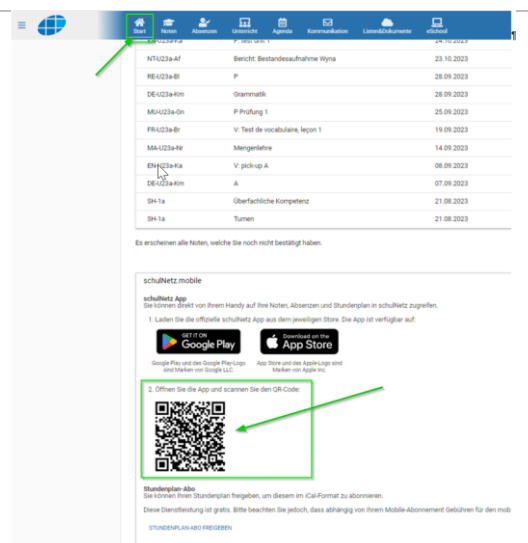 Start Noten Absenzen Unterricht Agenda Kommunikation Listen&Dokumente eSchool
24.10.2023
NT-U23a-Af Bericht: Bestandesaufnahme Wyna 23.10.2023
RE-U23a-Bl P 28.09.2023
DE-U23a-Km Grammatik 28.09.2023
MU-U23a-Gn P Prüfung 1 25.09.2023
FR-U23a-Br V: Test de vocabulaire, leçon 1 19.09.2023
MA-U23a-Nr Mengenlehre 14.09.2023
EN-U23a-Ka V: pick-up A 08.09.2023
DE-U23a-Km A 07.09.2023
SH-1a Überfachliche Kompetenz 21.08.2023
SH-1a Turnen 21.08.2023
Es erscheinen alle Noten, welche Sie noch nicht bestätigt haben.
schulNetz.mobile
schulNetz App
Sie können direkt von Ihrem Handy auf Ihre Noten, Absenzen und Stundenplan in schulNetz zugreifen.
1. Laden Sie die offizielle schulNetz App aus dem jeweiligen Store. Die App ist verfügbar auf:
GET IT ON
Google Play
Download on the
App Store
Google Play und das Google Play-Logo
sind Marken von Google LLC.
App Store und das Apple-Logo sind
Marken von Apple Inc.
2. Öffnen Sie die App und scannen Sie den QR-Code:
Stundenplan-Abo
Sie können Ihren Stundenplan freigeben, um diesem im iCal-Format zu abonnieren.
Diese Dienstleistung ist gratis. Bitte beachten Sie jedoch, dass abhängig von Ihrem Mobile-Abonnement Gebühren für den mob
STUNDENPLAN-ABO FREIGEBEN